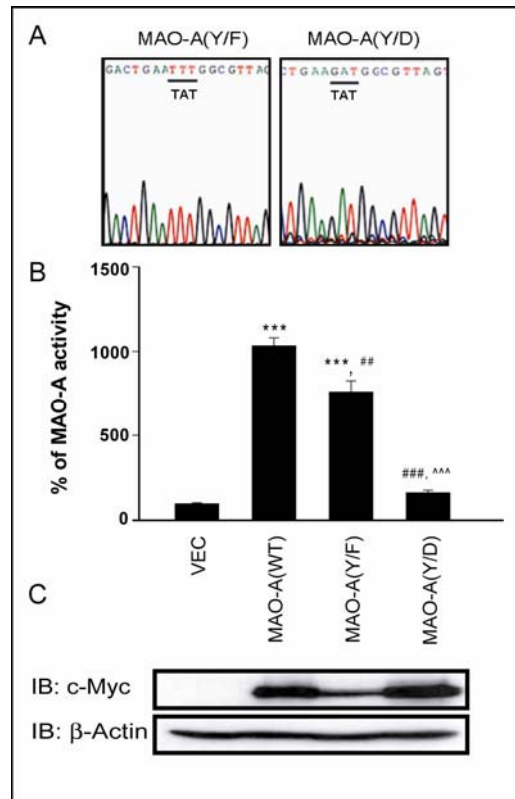 A
MAO-A(Y/F) MAO-A(Y/D)
GACTGAATTTGGCGTTAG CTGAAGATGGCGTTAGT
TAT TAT
B
% of MAO-A activity
1500
1000
500
0
***
***, ##
###, ^^^
VEC
MAO-A(WT)
MAO-A(Y/F)
MAO-A(Y/D)
C
IB: c-Myc
IB: β-Actin